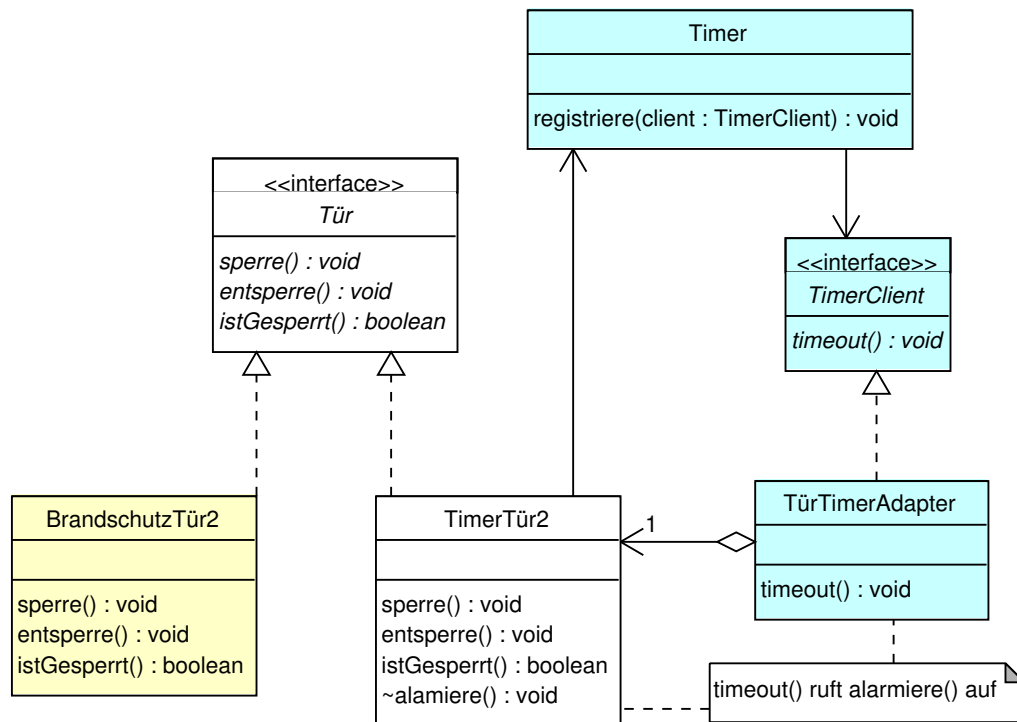 Timer
registriere(client : TimerClient) : void
<<interface>>
Tür
sperre() : void
entsperre() : void
istGesperrt() : boolean
<<interface>>
TimerClient
timeout() : void
BrandschutzTür2
sperre() : void
entsperre() : void
istGesperrt() : boolean
TimerTür2
sperre() : void
entsperre() : void
istGesperrt() : boolean
~alamiere() : void
1
TürTimerAdapter
timeout() : void
timeout() ruft alarmiere() auf